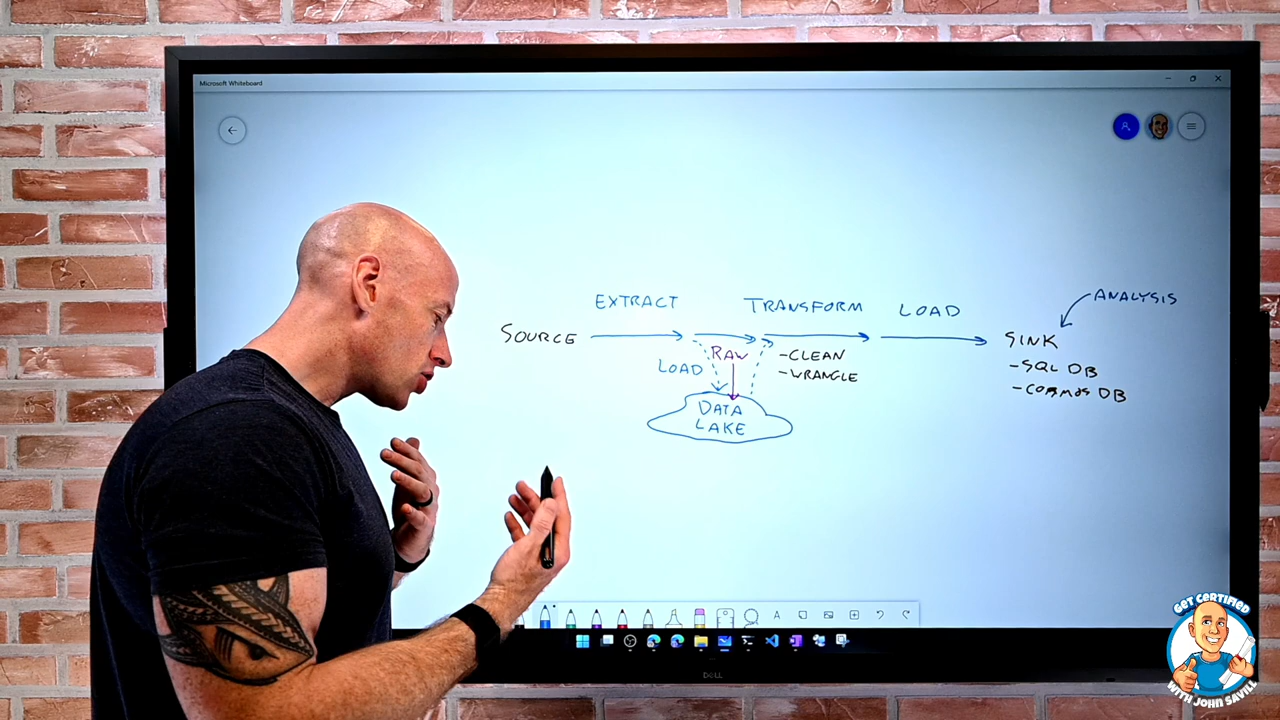 Microsoft Whiteboard
EXTRACT
TRANSFORM
LOAD
ANALYSIS
SOURCE
RAW
SINK
LOAD
-CLEAN
-WRANGLE
-SQL DB
-COSMOS DB
DATA
LAKE
A
DELL
GET CERTIFIED
WITH JOHN SAVILL